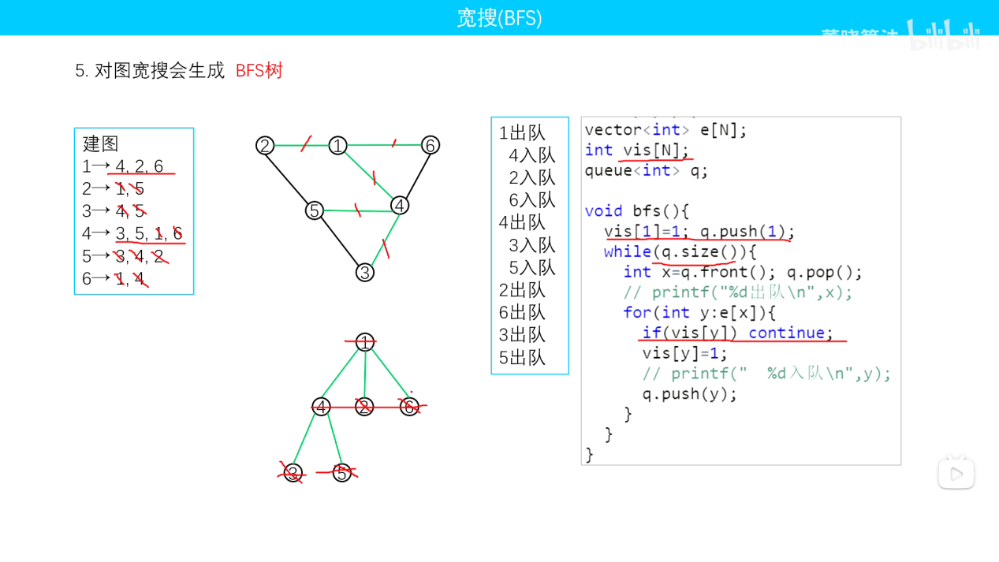 宽搜(BFS)
董晓算法 bilibili
5. 对图宽搜会生成 BFS树
建图
1→ 4, 2, 6
2→ 1, 5
3→ 4, 5
4→ 3, 5, 1, 6
5→ 3, 4, 2
6→ 1, 4
2 1 6
5 4
3
1
4 2 6
3 5
1出队
4入队
2入队
6入队
4出队
3入队
5入队
2出队
6出队
3出队
5出队
vector<int> e[N];
int vis[N];
queue<int> q;
void bfs(){
vis[1]=1; q.push(1);
while(q.size()){
int x=q.front(); q.pop();
// printf("%d出队\n",x);
for(int y:e[x]){
if(vis[y]) continue;
vis[y]=1;
// printf("  %d入队\n",y);
q.push(y);
}
}
}